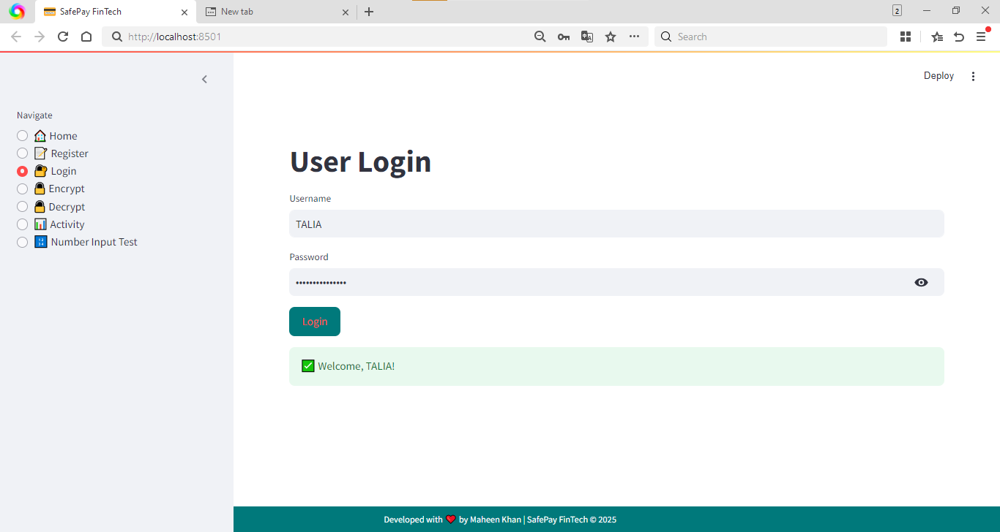 SafePay FinTech
New tab
2
http://localhost:8501
Search
Deploy
Navigate
🏠 Home
📝 Register
🔐 Login
🔒 Encrypt
🔒 Decrypt
📊 Activity
🔢 Number Input Test
User Login
Username
TALIA
Password
•••••••••••••••
Login
✅ Welcome, TALIA!
Developed with ❤️ by Maheen Khan | SafePay FinTech © 2025